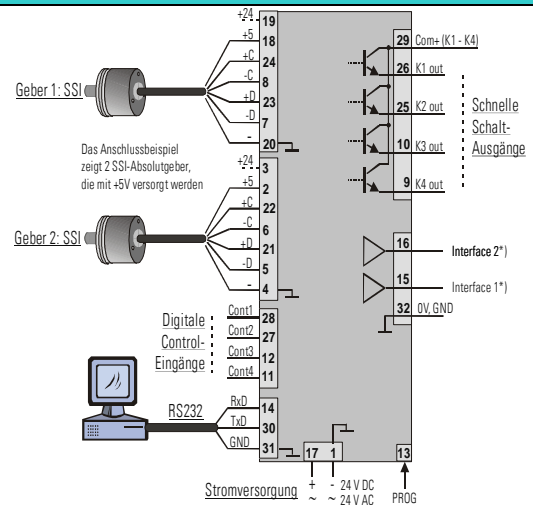 +24 19
+5 18
+C 24
-C 8
+D 23
-D 7
- 20
Geber 1: SSI
Das Anschlussbeispiel
zeigt 2 SSI-Absolutgeber,
die mit +5V versorgt werden
+24 3
+5 2
+C 22
-C 6
+D 21
-D 5
- 4
Geber 2: SSI
Digitale
Control-
Eingänge
Cont1 28
Cont2 27
Cont3 12
Cont4 11
RS232
RxD 14
TxD 30
GND 31
29 Com+ (K1 - K4)
26 K1 out
25 K2 out
10 K3 out
9 K4 out
Schnelle
Schalt-
Ausgänge
16 Interface 2*)
15 Interface 1*)
32 0V, GND
17 1
13
Stromversorgung
+ - 24 V DC
~ ~ 24 V AC
PROG